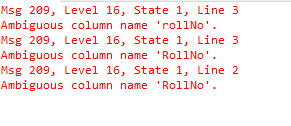 Msg 209, Level 16, State 1, Line 3
Ambiguous column name 'rollNo'.
Msg 209, Level 16, State 1, Line 3
Ambiguous column name 'RollNo'.
Msg 209, Level 16, State 1, Line 2
Ambiguous column name 'RollNo'.